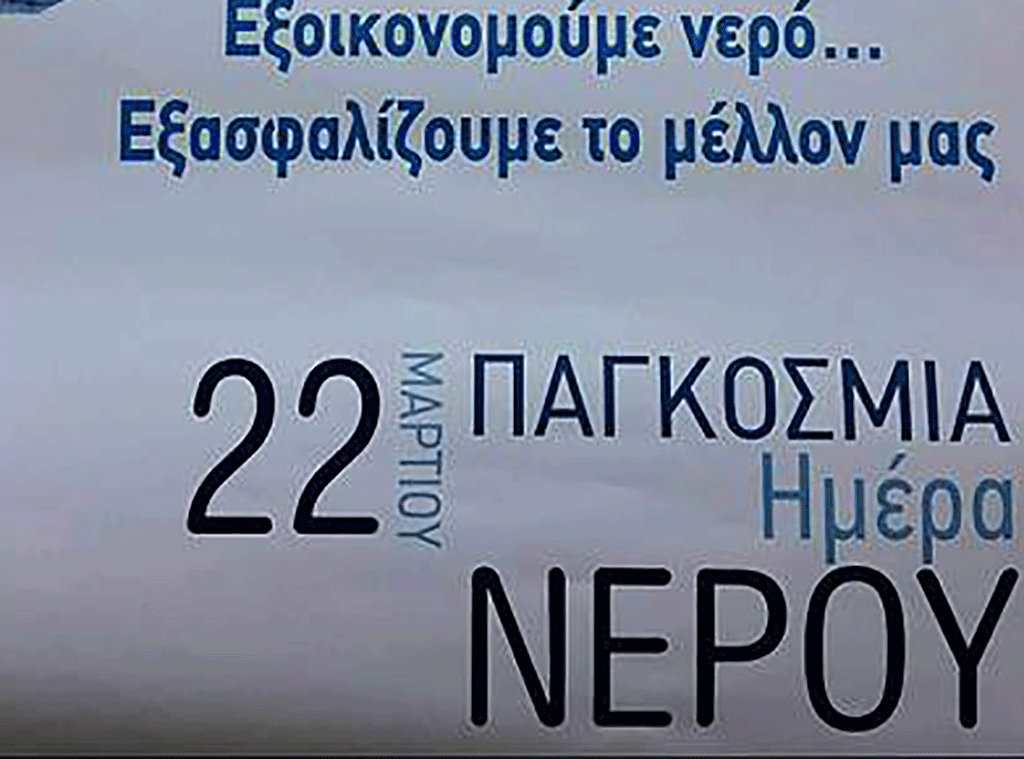 Εξοικονομούμε νερό...
Εξασφαλίζουμε το μέλλον μας
22 ΜΑΡΤΙΟΥ
ΠΑΓΚΟΣΜΙΑ
Ημέρα
ΝΕΡΟΥ